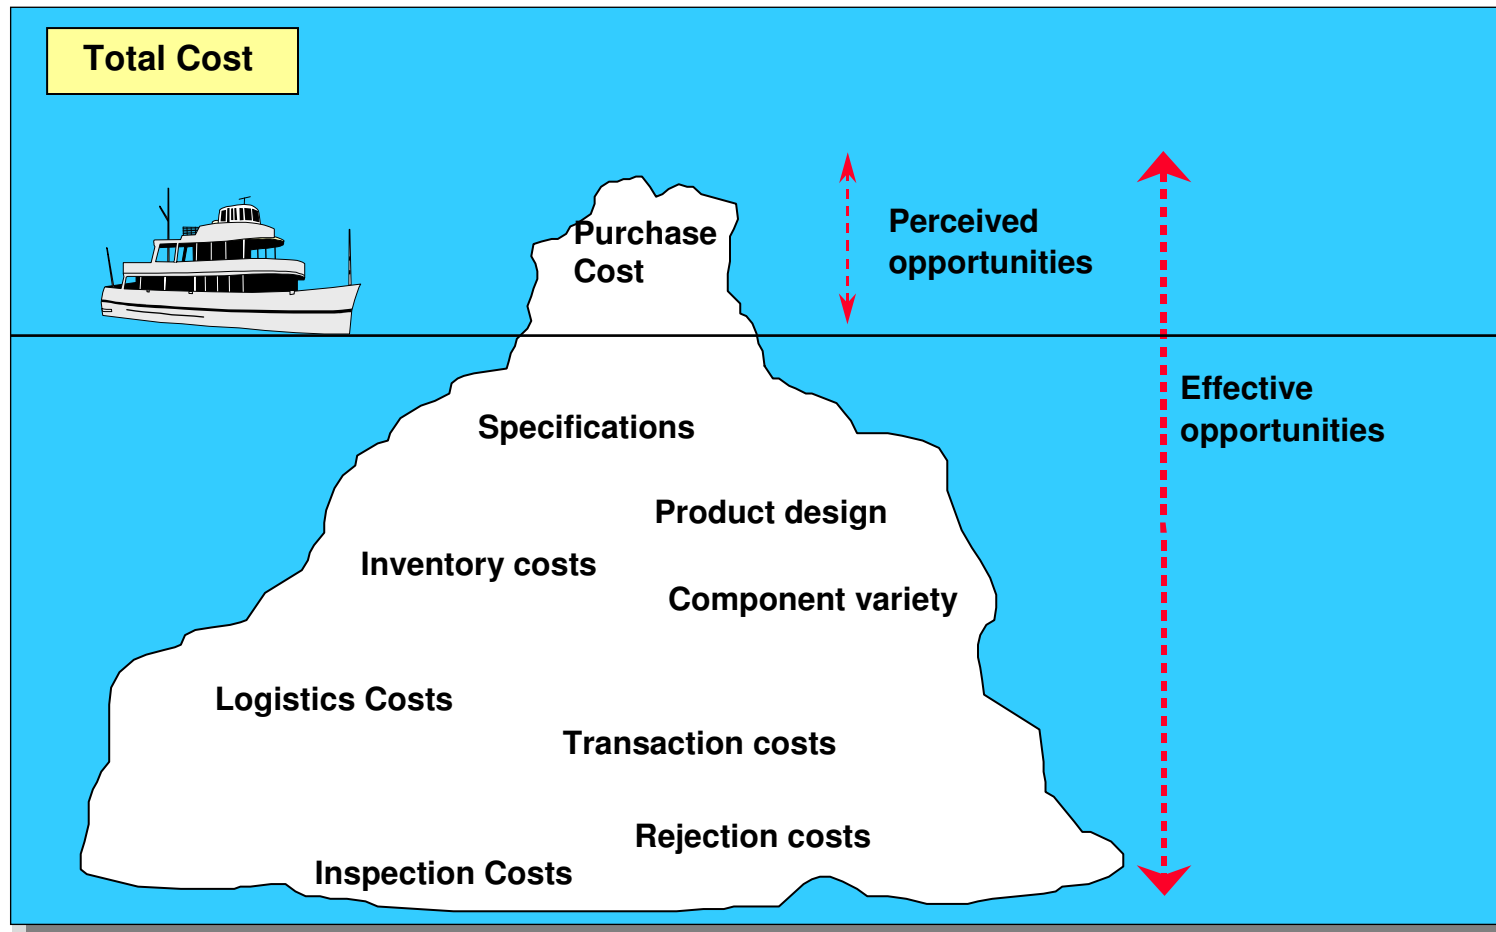 Total Cost
Purchase
Cost
Perceived
opportunities
Effective
opportunities
Specifications
Product design
Inventory costs
Component variety
Logistics Costs
Transaction costs
Rejection costs
Inspection Costs